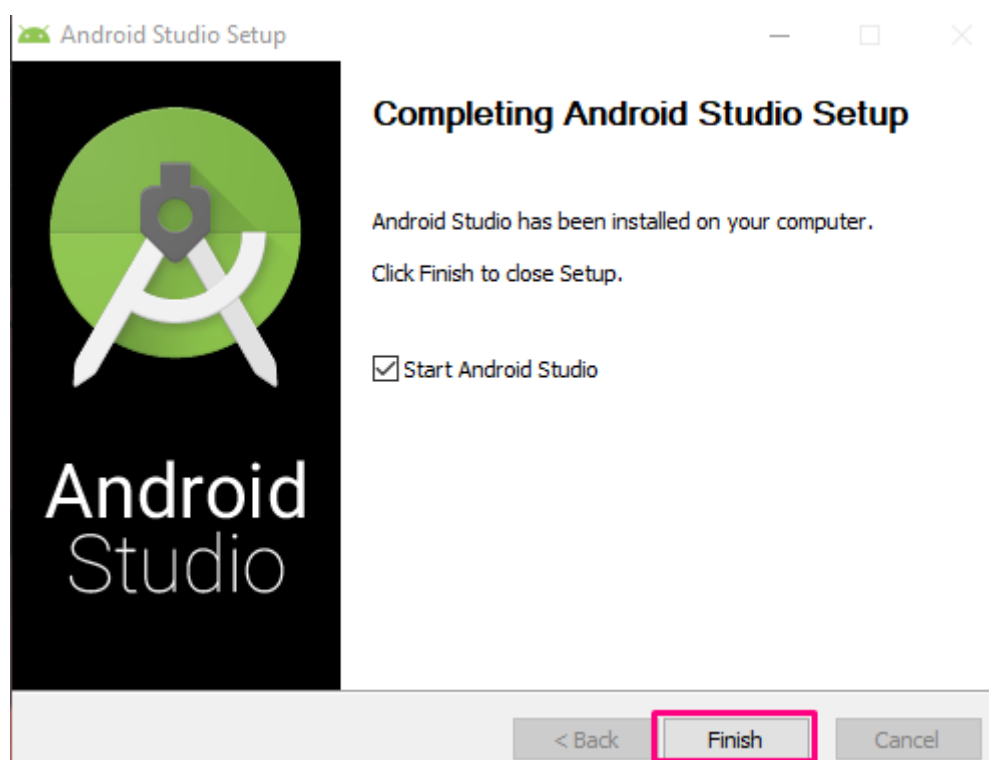 Android Studio Setup
Completing Android Studio Setup
Android Studio has been installed on your computer.
Click Finish to close Setup.
Start Android Studio
Android
Studio
< Back
Finish
Cancel